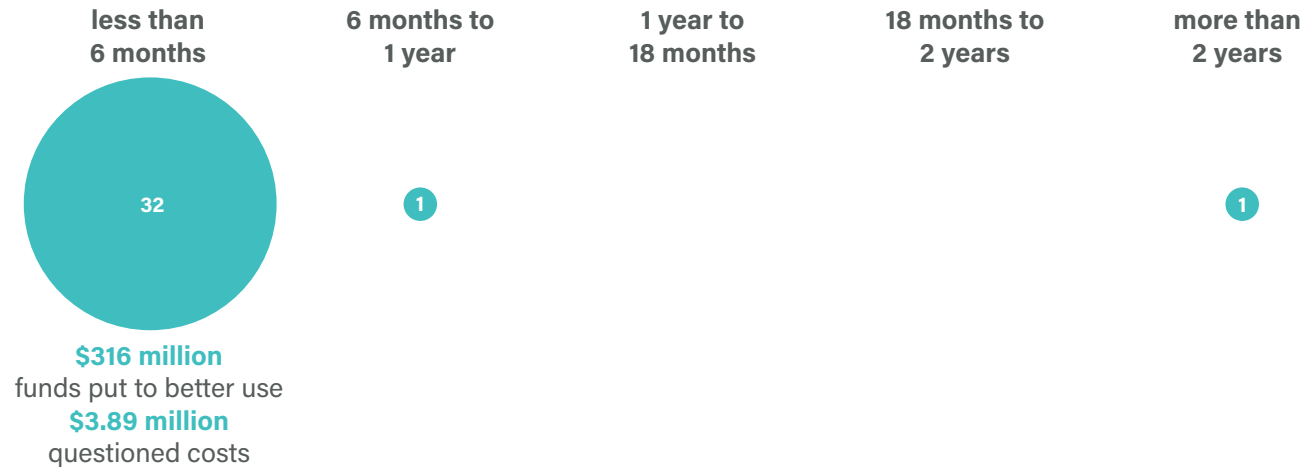 less than
6 months
6 months to
1 year
1 year to
18 months
18 months to
2 years
more than
2 years
32
1
1
$316 million
funds put to better use
$3.89 million
questioned costs